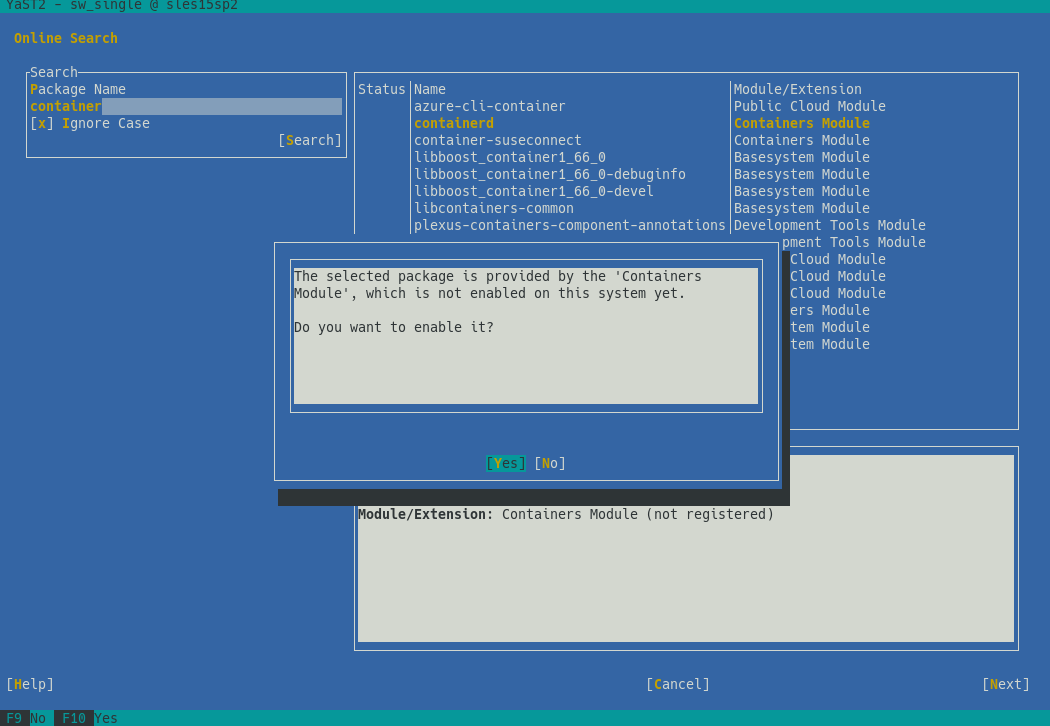 YaST2 - sw_single @ sles15sp2
Online Search
Search
Package Name
container
[x] Ignore Case
[Search]
Status Name Module/Extension
azure-cli-container Public Cloud Module
containerd Containers Module
container-suseconnect Containers Module
libboost_container1_66_0 Basesystem Module
libboost_container1_66_0-debuginfo Basesystem Module
libboost_container1_66_0-devel Basesystem Module
libcontainers-common Basesystem Module
plexus-containers-component-annotations Development Tools Module
pment Tools Module
Cloud Module
Cloud Module
Cloud Module
ers Module
tem Module
tem Module
The selected package is provided by the 'Containers
Module', which is not enabled on this system yet.
Do you want to enable it?
[Yes] [No]
Module/Extension: Containers Module (not registered)
[Help] [Cancel] [Next]
F9 No F10 Yes